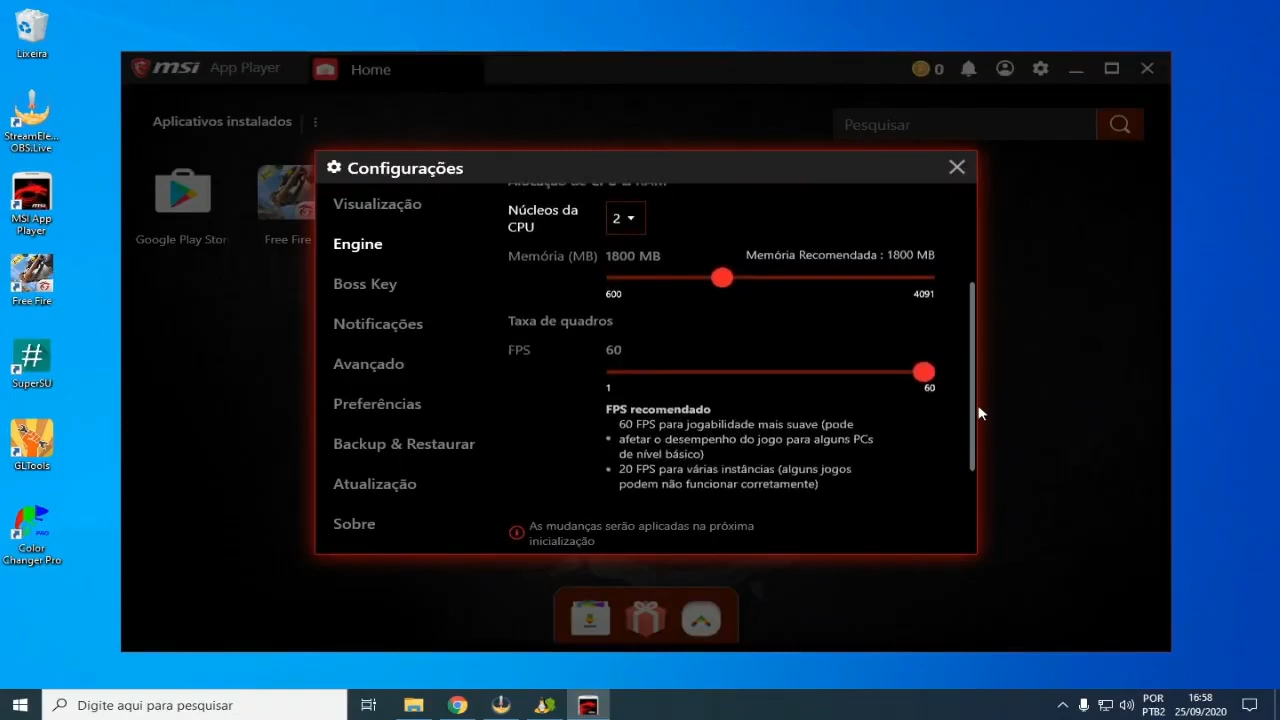 Lixeira
StreamEle...
OBS.Live
MSI App
Player
Free Fire
SuperSU
GLTools
Color
Changer Pro
msi App Player
Home
0
Aplicativos instalados
Pesquisar
Google Play Stor
Free Fire
Configurações
Visualização
Engine
Boss Key
Notificações
Avançado
Preferências
Backup & Restaurar
Atualização
Sobre
Alocação de CPU & RAM
Núcleos da
CPU
2
Memória (MB) 1800 MB
Memória Recomendada : 1800 MB
600
4091
Taxa de quadros
FPS 60
1
60
FPS recomendado
60 FPS para jogabilidade mais suave (pode
• afetar o desempenho do jogo para alguns PCs
de nível básico)
• 20 FPS para várias instâncias (alguns jogos
podem não funcionar corretamente)
As mudanças serão aplicadas na próxima
inicialização
Digite aqui para pesquisar
POR
PTB2
16:58
25/09/2020